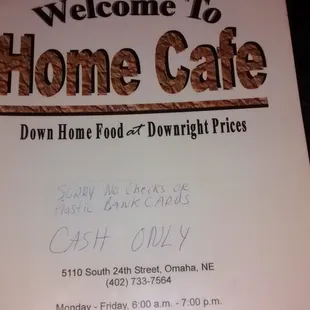 Welcome To
Home Cafe
Down Home Food at Downright Prices
Sorry No Checks or
Plastic BANK CARDS
CASH ONLY
5110 South 24th Street, Omaha, NE
(402) 733-7564
Monday - Friday, 6:00 a.m. - 7:00 p.m.